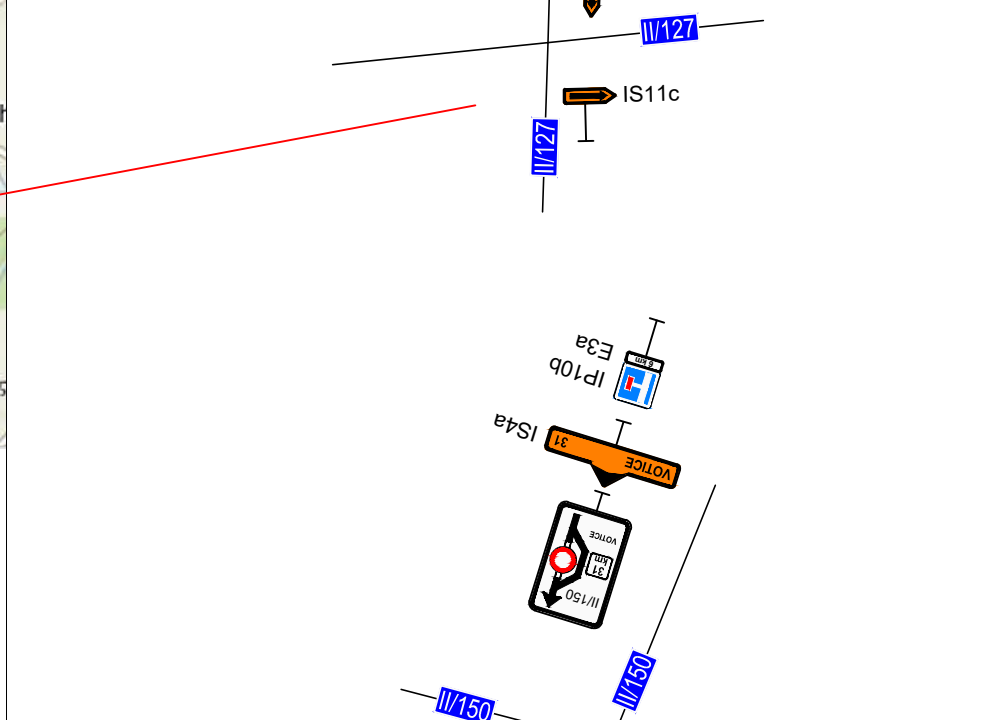 II/127
IS11c
II/127
E3a
6 km
IP10b
IS4a
31
VOTICE
VOTICE
31
km
II/150
II/150
II/150